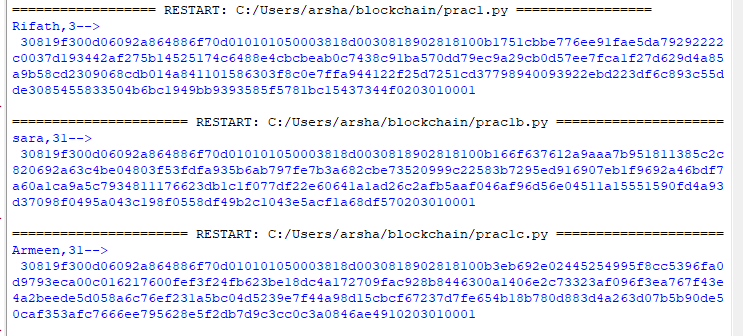 ================== RESTART: C:/Users/arsha/blockchain/prac1.py =================
Rifath,3-->
30819f300d06092a864886f70d010101050003818d0030818902818100b1751cbbe776ee91fae5da79292222
c0037d193442af275b14525174c6488e4cbcbeab0c7438c91ba570dd79ec9a29cb0d57ee7fca1f27d629d4a85
a9b58cd2309068cdb014a841101586303f8c0e7ffa944122f25d7251cd37798940093922ebd223df6c893c55d
de3085455833504b6bc1949bb9393585f5781bc15437344f0203010001
===================== RESTART: C:/Users/arsha/blockchain/prac1b.py =====================
sara,31-->
30819f300d06092a864886f70d010101050003818d0030818902818100b166f637612a9aaa7b951811385c2c
820692a63c4be04803f53fdfa935b6ab797fe7b3a682cbe73520999c22583b7295ed916907eb1f9692a46bdf7
a60a1ca9a5c7934811176623db1c1f077df22e60641a1ad26c2afb5aaf046af96d56e04511a15551590fd4a93
d37098f0495a043c198f0558df49b2c1043e5acf1a68df570203010001
===================== RESTART: C:/Users/arsha/blockchain/prac1c.py =====================
Armeen,31-->
30819f300d06092a864886f70d010101050003818d0030818902818100b3eb692e02445254995f8cc5396fa0
d9793eca00c016217600fef3f24fb623be18dc4a172709fac928b8446300a1406e2c73323af096f3ea767f43e
4a2beede5d058a6c76ef231a5bc04d5239e7f44a98d15cbcf67237d7fe654b18b780d883d4a263d07b5b90de5
0caf353afc7666ee795628e5f2db7d9c3cc0c3a0846ae4910203010001